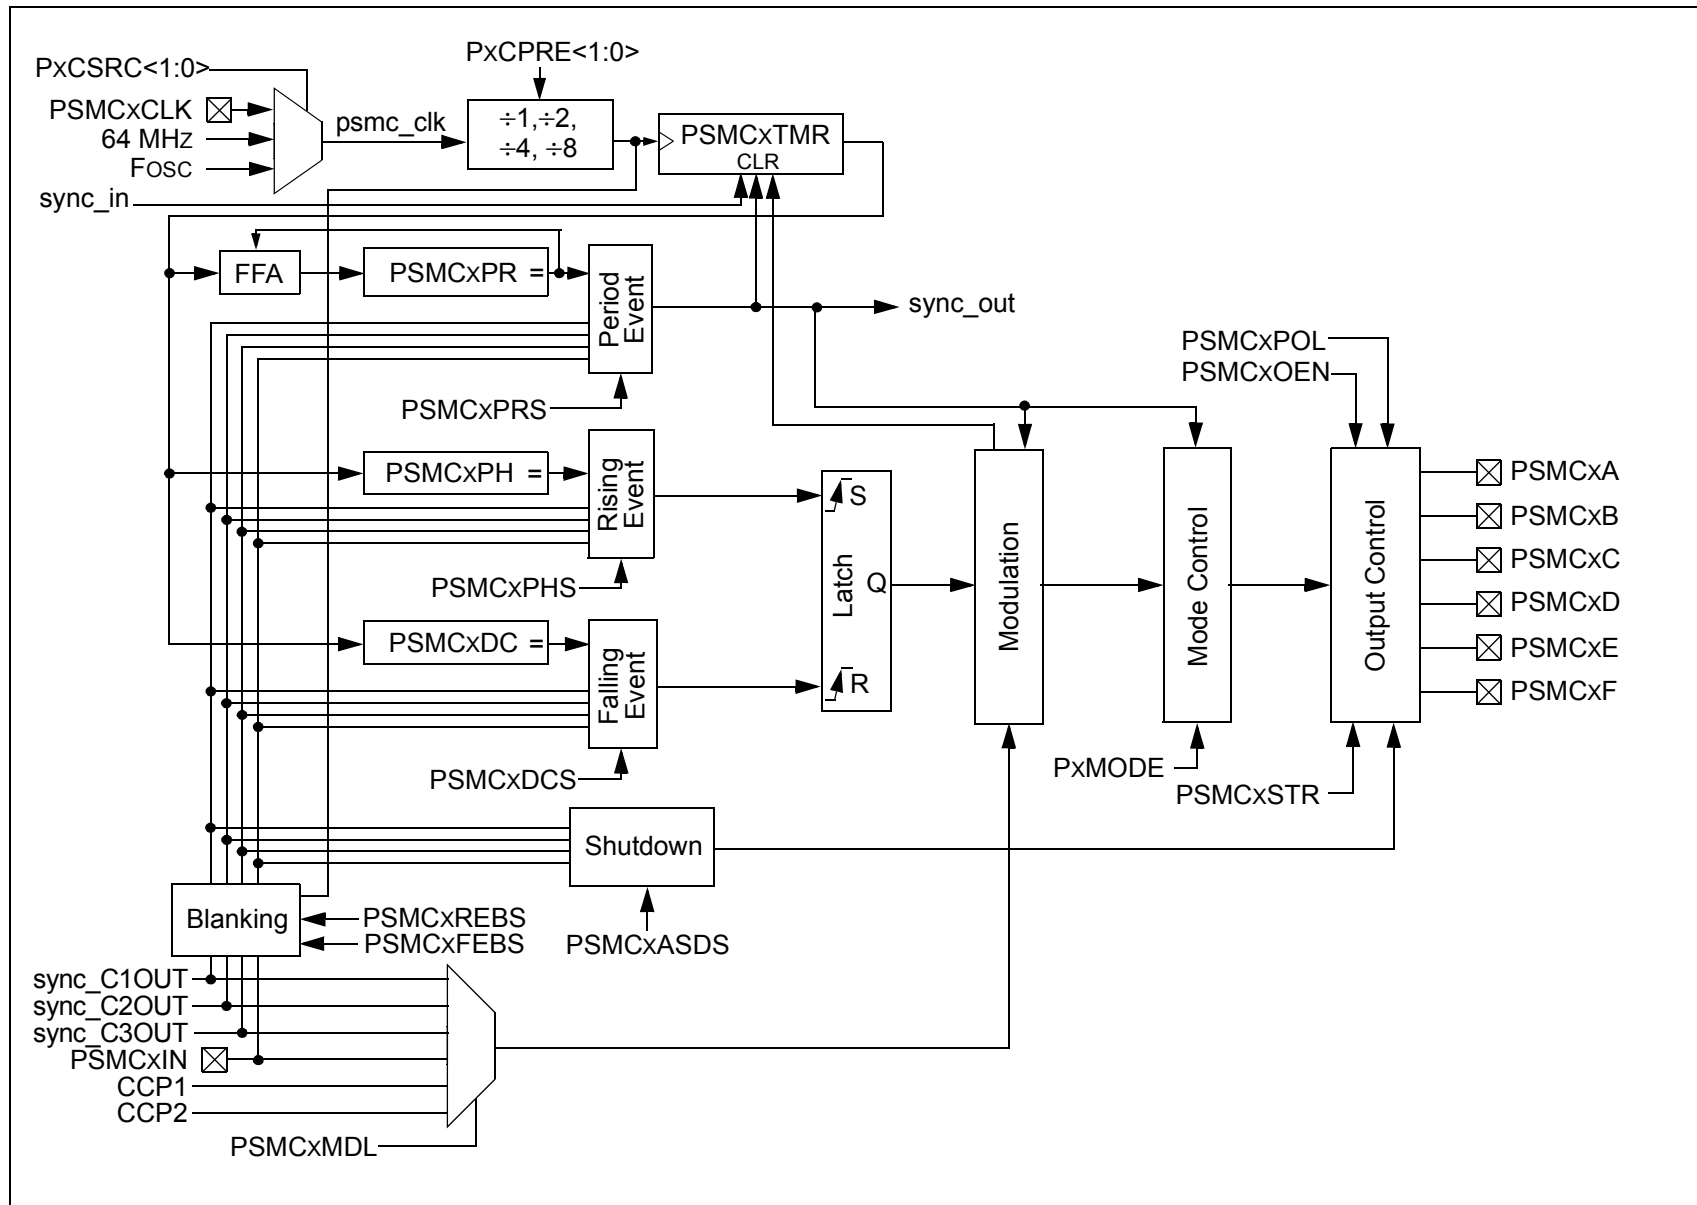 PxCPRE<1:0>
PxCSRC<1:0>
PSMCxCLK
64 MHz
FOSC
sync_in
psmc_clk
÷1,÷2,
÷4, ÷8
PSMCxTMR
CLR
FFA
PSMCxPR =
Period
Event
sync_out
PSMCxPRS
PSMCxPH =
Rising
Event
PSMCxPHS
PSMCxDC =
Falling
Event
PSMCxDCS
S
Latch
Q
R
Modulation
Mode Control
PxMODE
PSMCxPOL
PSMCxOEN
Output Control
PSMCxSTR
PSMCxA
PSMCxB
PSMCxC
PSMCxD
PSMCxE
PSMCxF
Shutdown
PSMCxASDS
Blanking
PSMCxREBS
PSMCxFEBS
sync_C1OUT
sync_C2OUT
sync_C3OUT
PSMCxIN
CCP1
CCP2
PSMCxMDL